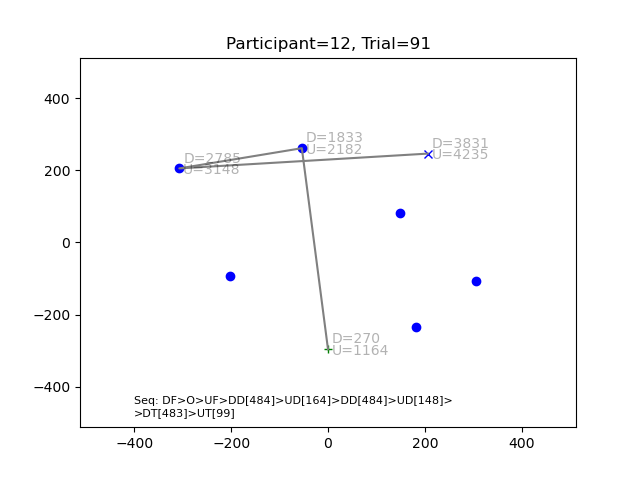 Participant=12, Trial=91
400
200
0
−200
−400
D=1833
U=2182
D=3831
U=4235
D=2785
U=3148
D=270
U=1164
Seq: DF>O>UF>DD[484]>UD[164]>DD[484]>UD[148]>
>DT[483]>UT[99]
−400 −200 0 200 400